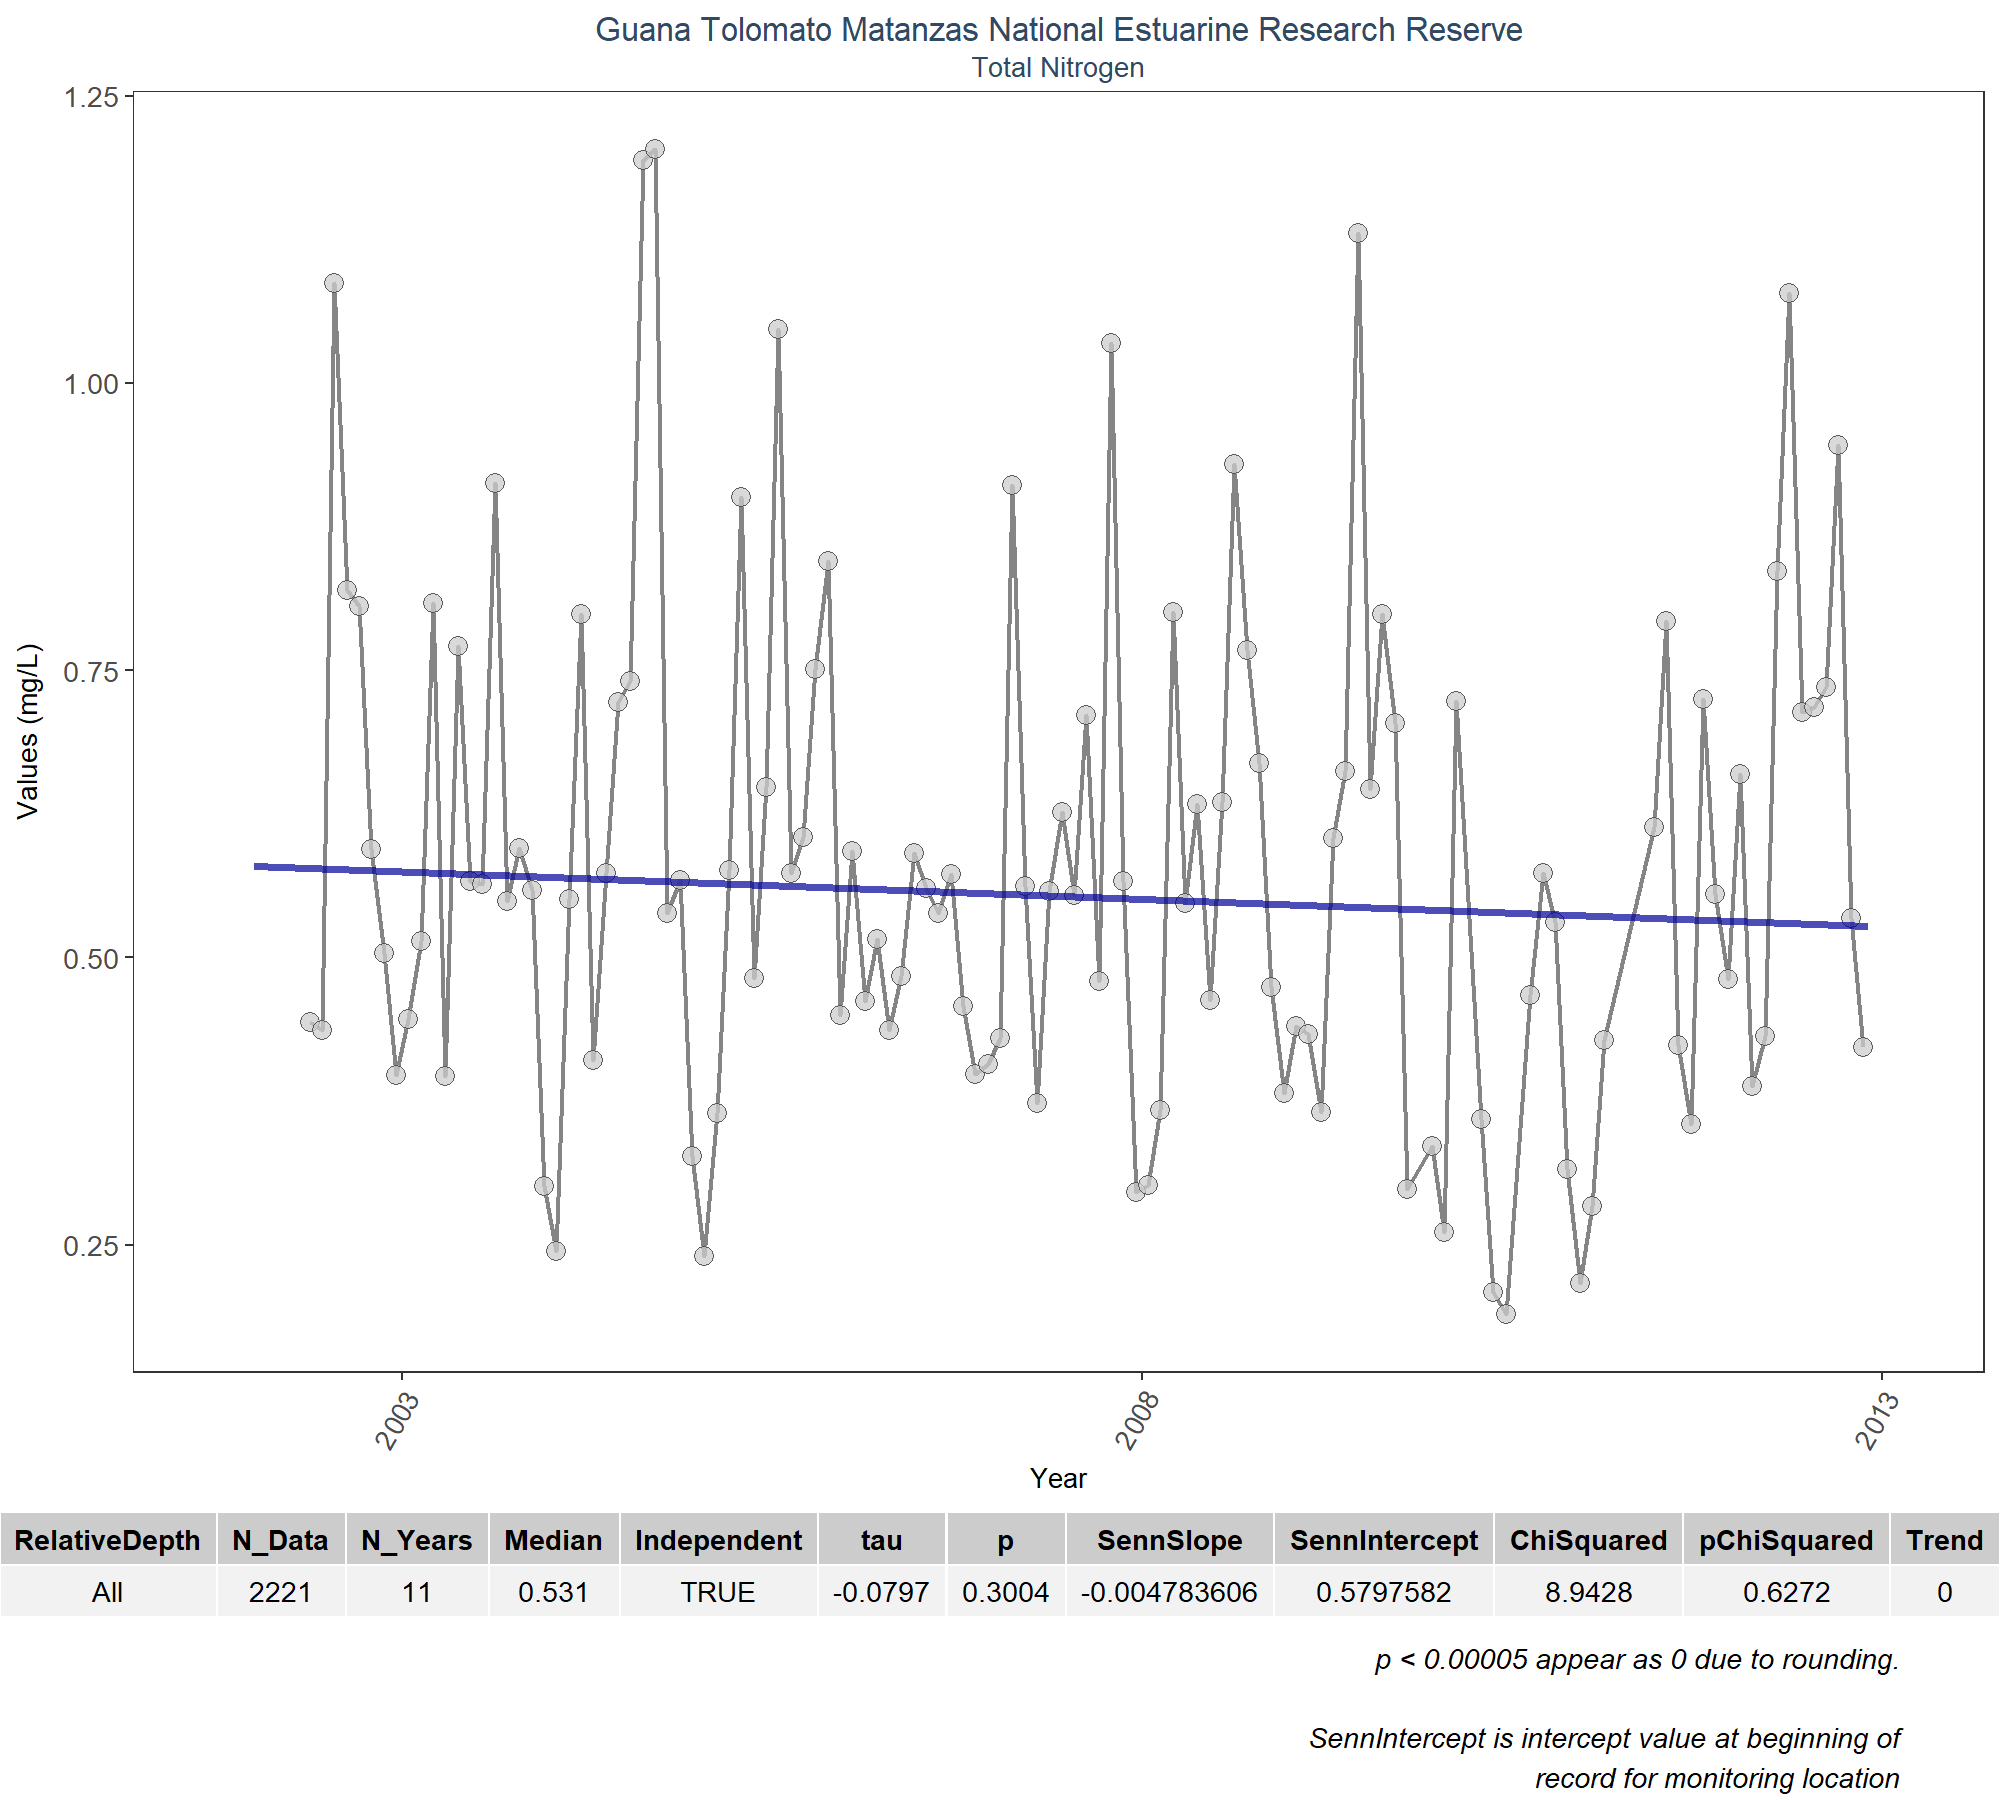 Guana Tolomato Matanzas National Estuarine Research Reserve
Total Nitrogen
1.25
1.00
0.75
0.50
0.25
Values (mg/L)
2003
2008
2013
Year
RelativeDepth N_Data N_Years Median Independent tau p SennSlope SennIntercept ChiSquared pChiSquared Trend
All 2221 11 0.531 TRUE -0.0797 0.3004 -0.004783606 0.5797582 8.9428 0.6272 0
p < 0.00005 appear as 0 due to rounding.
SennIntercept is intercept value at beginning of
record for monitoring location